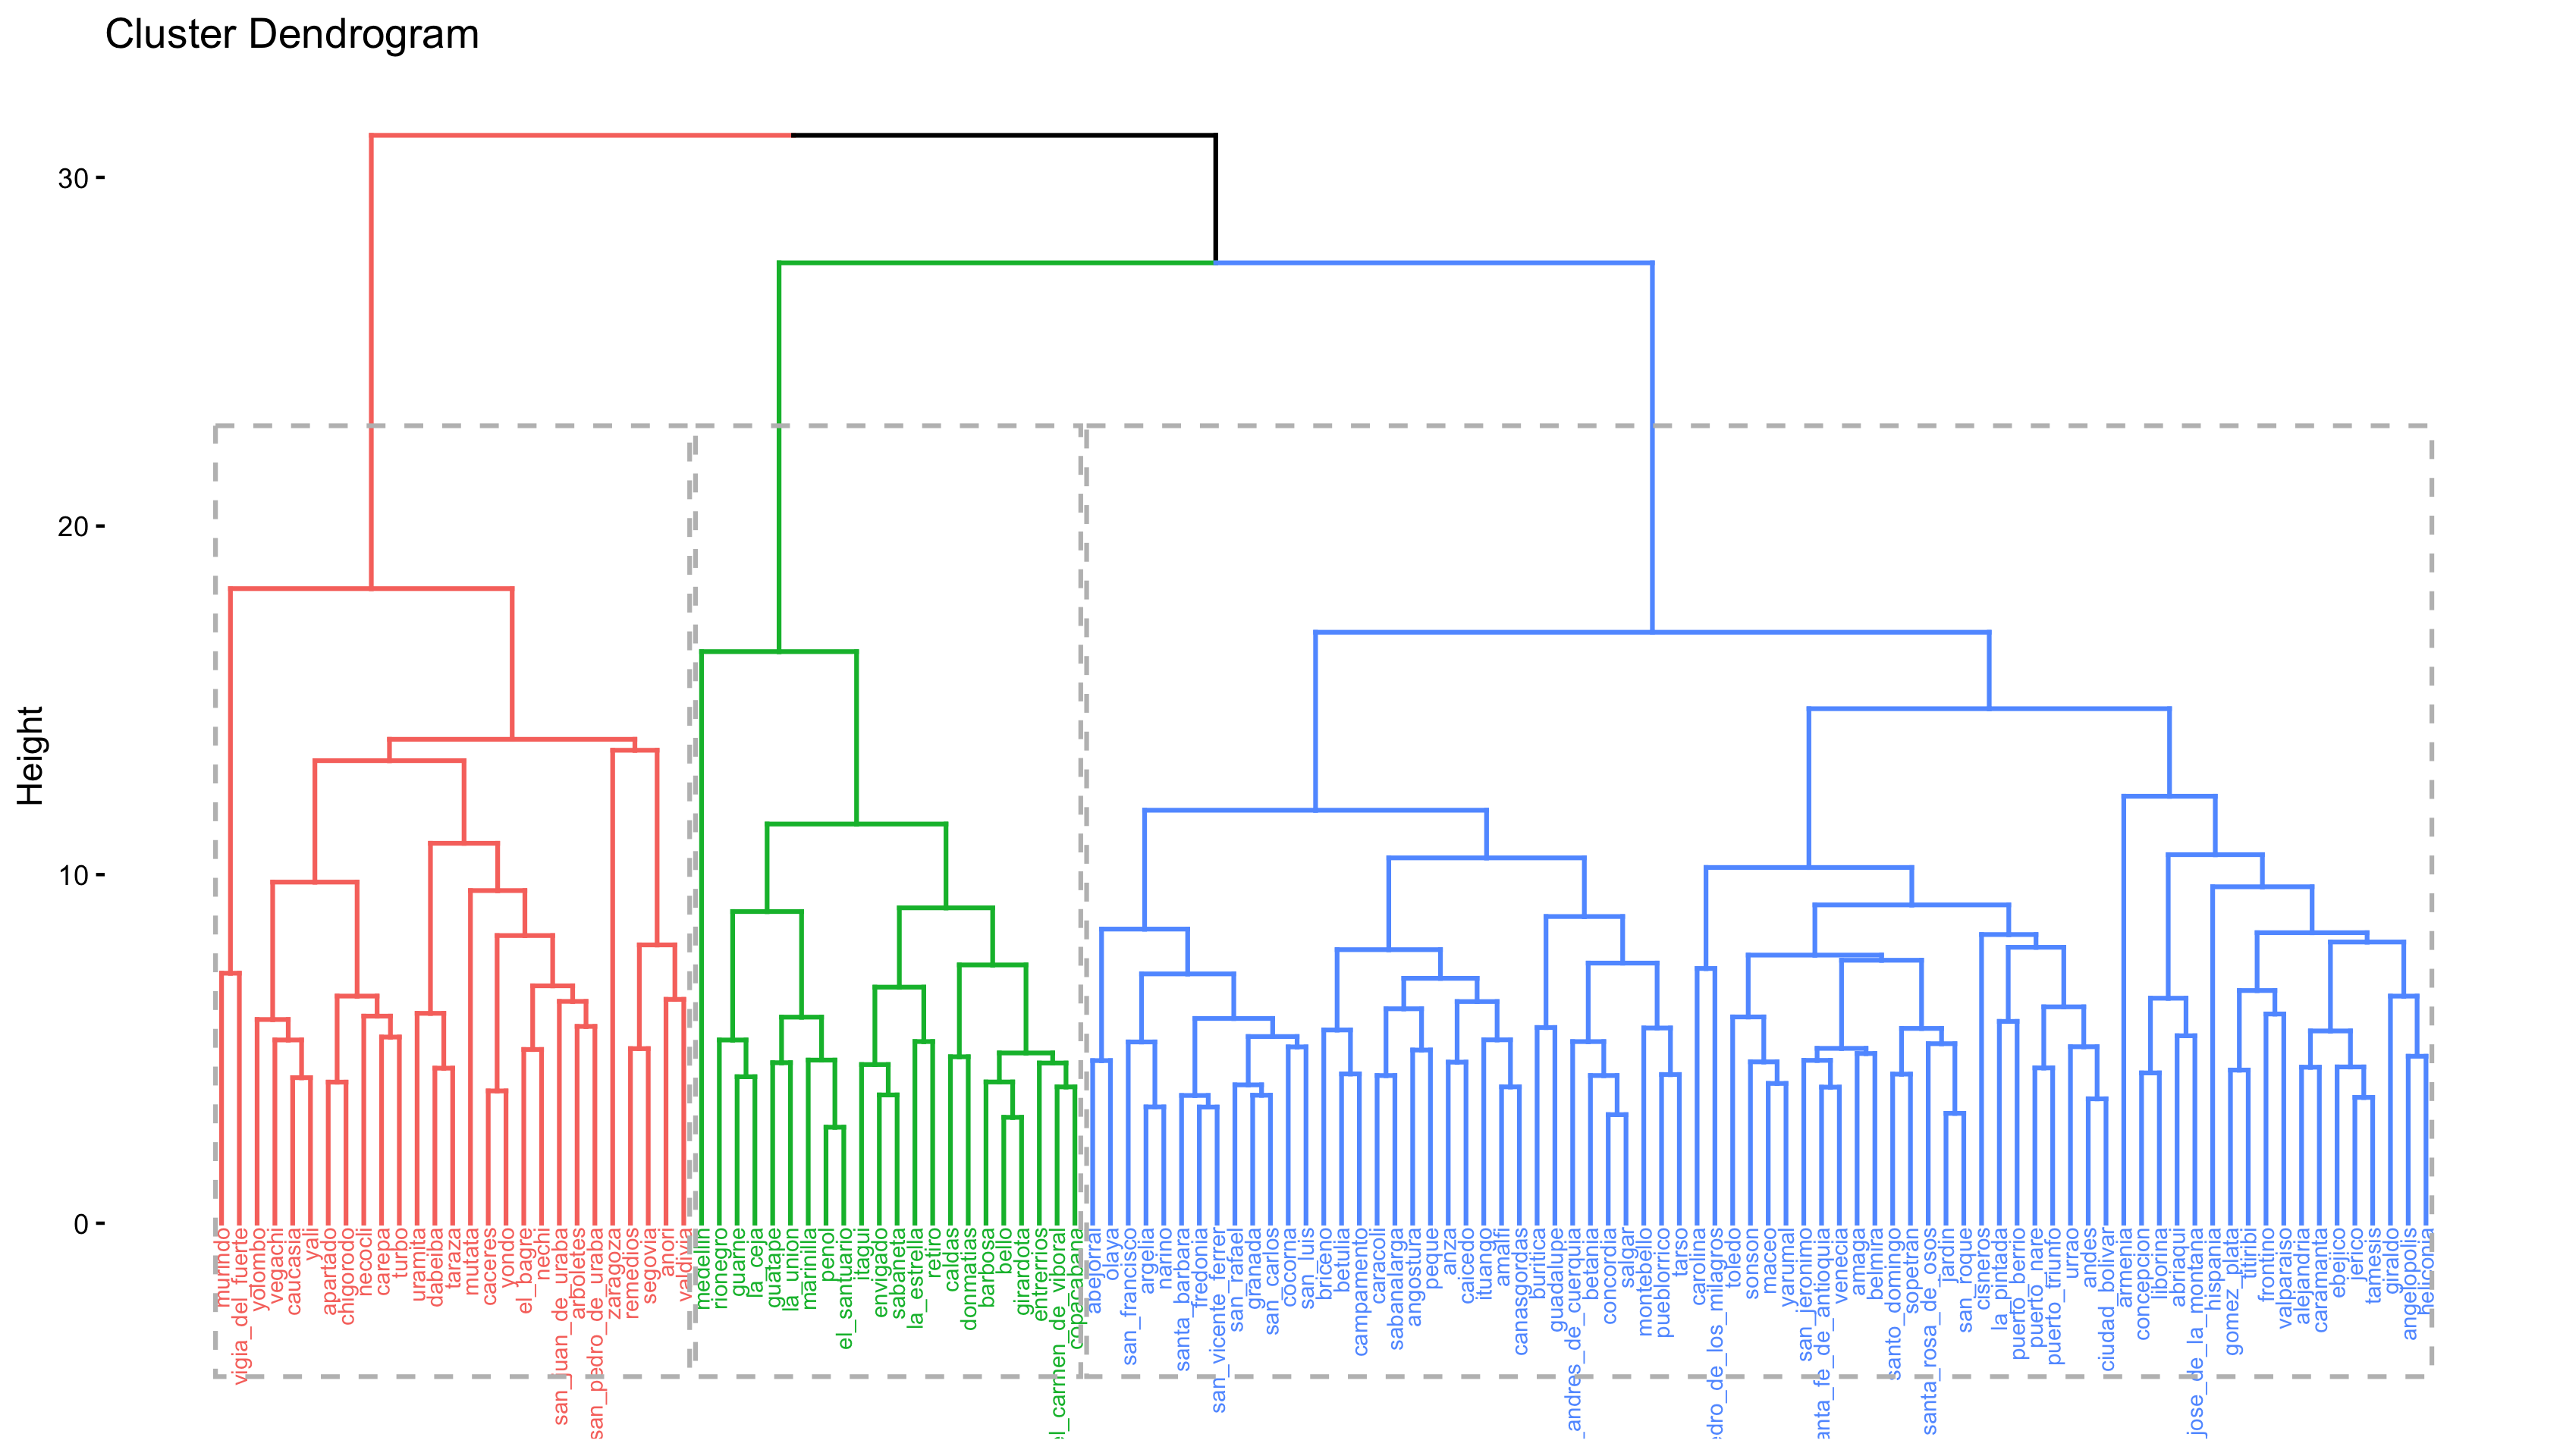 Cluster Dendrogram
Height
30
20
10
0
murindo
vigia_del_fuerte
yolombo
vegachi
caucasia
yali
apartado
chigorodo
necocli
carepa
turbo
uramita
dabeiba
taraza
mutata
caceres
yondo
el_bagre
nechi
san_juan_de_uraba
arboletes
san_pedro_de_uraba
zaragoza
remedios
segovia
anori
valdivia
medellin
rionegro
guarne
la_ceja
guatape
la_union
marinilla
penol
el_santuario
itagui
envigado
sabaneta
la_estrella
retiro
caldas
donmatias
barbosa
bello
girardota
entrerrios
el_carmen_de_viboral
copacabana
abejorral
olaya
san_francisco
argelia
narino
santa_barbara
fredonia
san_vicente_ferrer
san_rafael
granada
san_carlos
cocorna
san_luis
briceno
betulia
campamento
caracoli
sabanalarga
angostura
peque
anza
caicedo
ituango
amalfi
canasgordas
buritica
guadalupe
_andres_de_cuerquia
betania
concordia
salgar
montebello
pueblorrico
tarso
carolina
edro_de_los_milagros
toledo
sonson
maceo
yarumal
san_jeronimo
anta_fe_de_antioquia
venecia
amaga
belmira
santo_domingo
sopetran
santa_rosa_de_osos
jardin
san_roque
cisneros
la_pintada
puerto_berrio
puerto_nare
puerto_triunfo
urrao
andes
ciudad_bolivar
armenia
concepcion
liborina
abriaqui
jose_de_la_montana
hispania
gomez_plata
titiribi
frontino
valparaiso
alejandria
caramanta
ebejico
jerico
tamesis
giraldo
angelopolis
heliconia